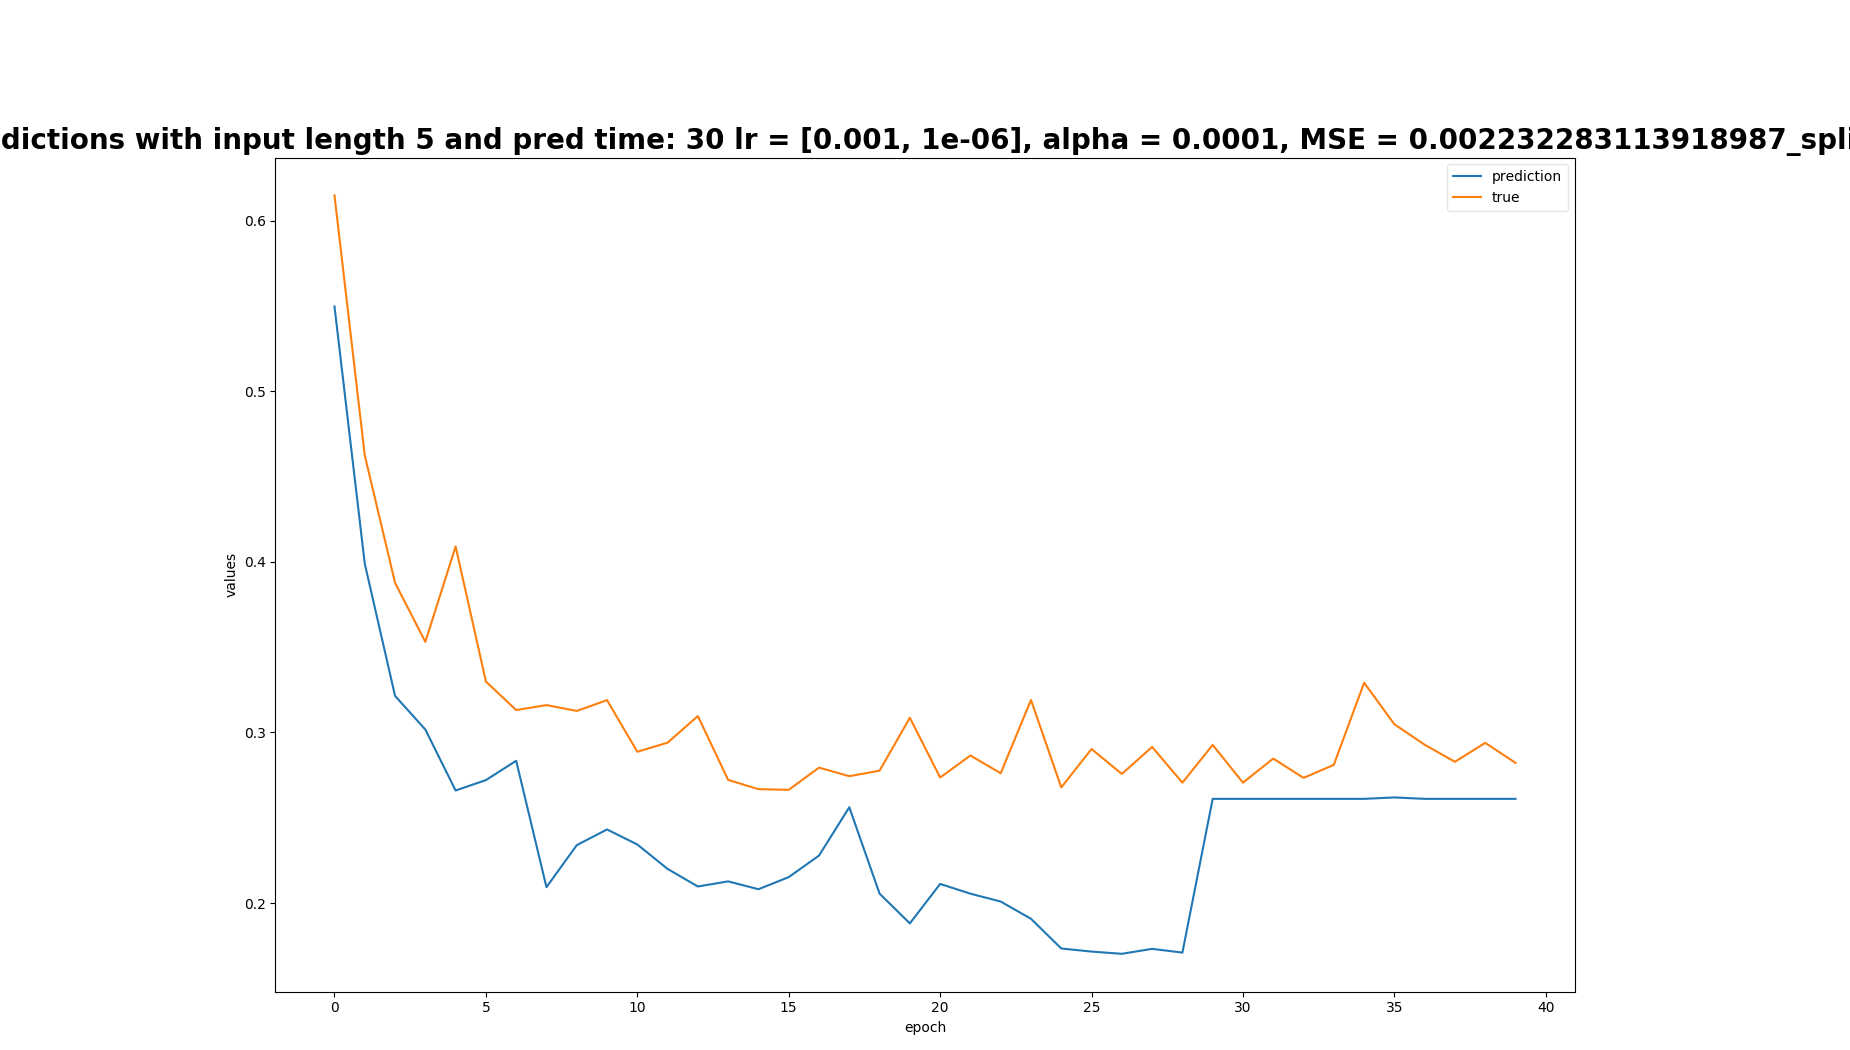 dictions with input length 5 and pred time: 30 lr = [0.001, 1e-06], alpha = 0.0001, MSE = 0.002232283113918987_spli
prediction
true
0.6
0.5
0.4
0.3
0.2
values
0 5 10 15 20 25 30 35 40
epoch